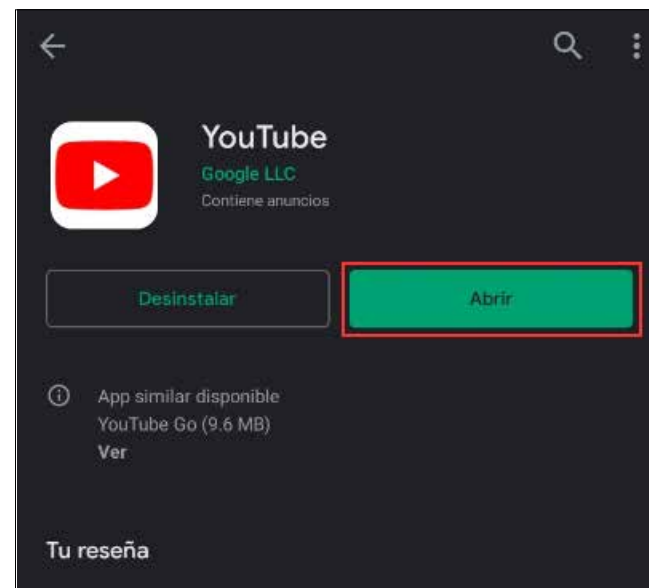 YouTube
Google LLC
Contiene anuncios
Desinstalar
Abrir
App similar disponible
YouTube Go (9.6 MB)
Ver
Tu reseña